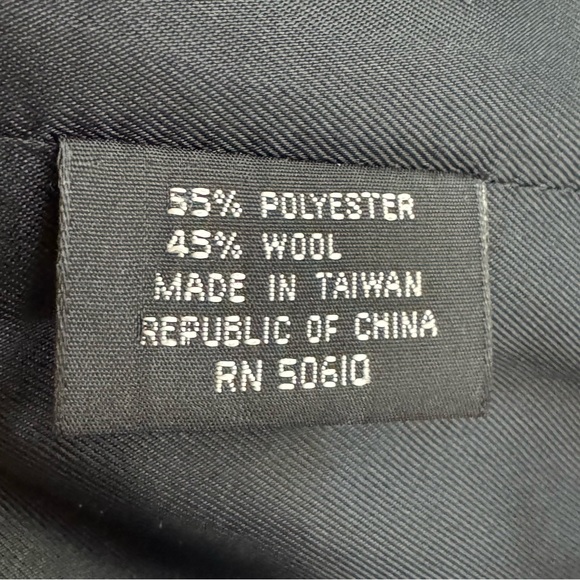 55% POLYESTER
45% WOOL
MADE IN TAIWAN
REPUBLIC OF CHINA
RN 50610